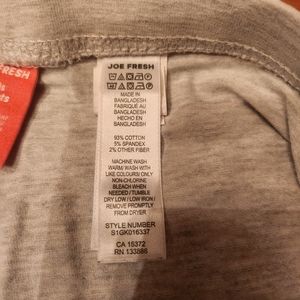 JOE FRESH
MADE IN
BANGLADESH
FABRIQUÉ AU
BANGLADESH
HECHO EN
BANGLADESH
93% COTTON
5% SPANDEX
2% OTHER FIBER
MACHINE WASH
WARM/ WASH WITH
LIKE COLOURS/ ONLY
NON-CHLORINE
BLEACH WHEN
NEEDED/ TUMBLE
DRY LOW/ LOW IRON /
REMOVE PROMPTLY
FROM DRYER
STYLE NUMBER
S1GK016337
CA 15372
RN 133886
FRESH